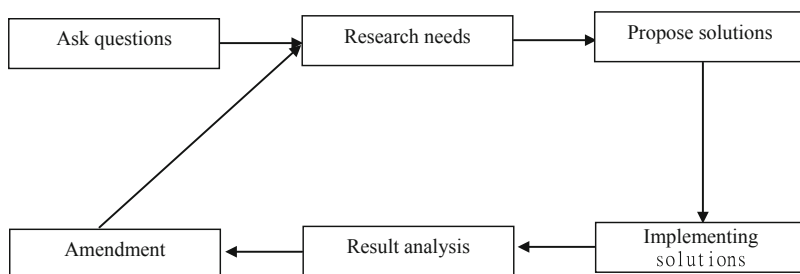 Ask questions
Research needs
Propose solutions
Amendment
Result analysis
Implementing
solutions